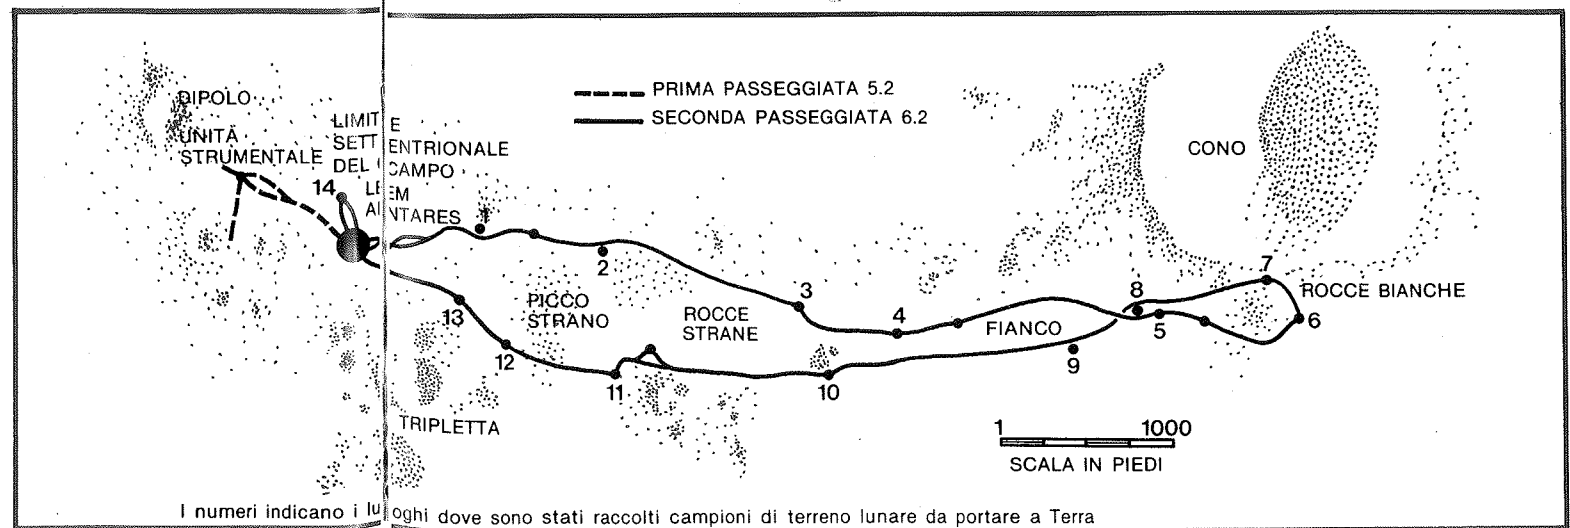 PRIMA PASSEGGIATA 5.2
SECONDA PASSEGGIATA 6.2
DIPOLO
UNITÀ
STRUMENTALE
LIMITE
SETTENTRIONALE
DEL CAMPO
LEM
ANTARES
14
1
2
3
4
CONO
7
ROCCE BIANCHE
8
5
6
PICCO
STRANO
ROCCE
STRANE
FIANCO
13
12
11
10
9
TRIPLETTA
1 1000
SCALA IN PIEDI
I numeri indicano i luoghi dove sono stati raccolti campioni di terreno lunare da portare a Terra